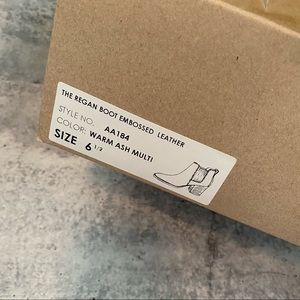 THE REGAN BOOT EMBOSSED LEATHER
STYLE NO. AA184
COLOR: WARM ASH MULTI
SIZE 6 1/2